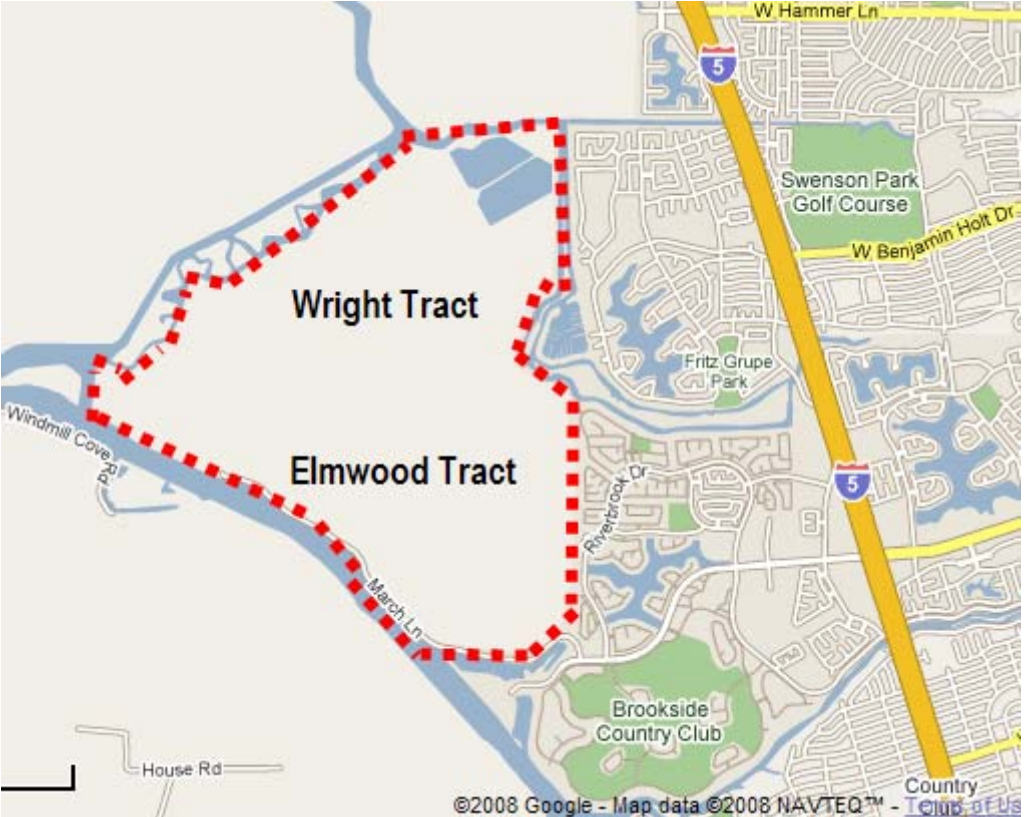 W Hammer Ln
5
Swenson Park
Golf Course
W Benjamin Holt Dr
Wright Tract
Fritz Grupe
Park
Windmill Cove Rd
Elmwood Tract
Riverbrook Dr
5
March Ln
Brookside
Country Club
House Rd
Country
Club
©2008 Google - Map data ©2008 NAVTEQ™ - Terms of Us